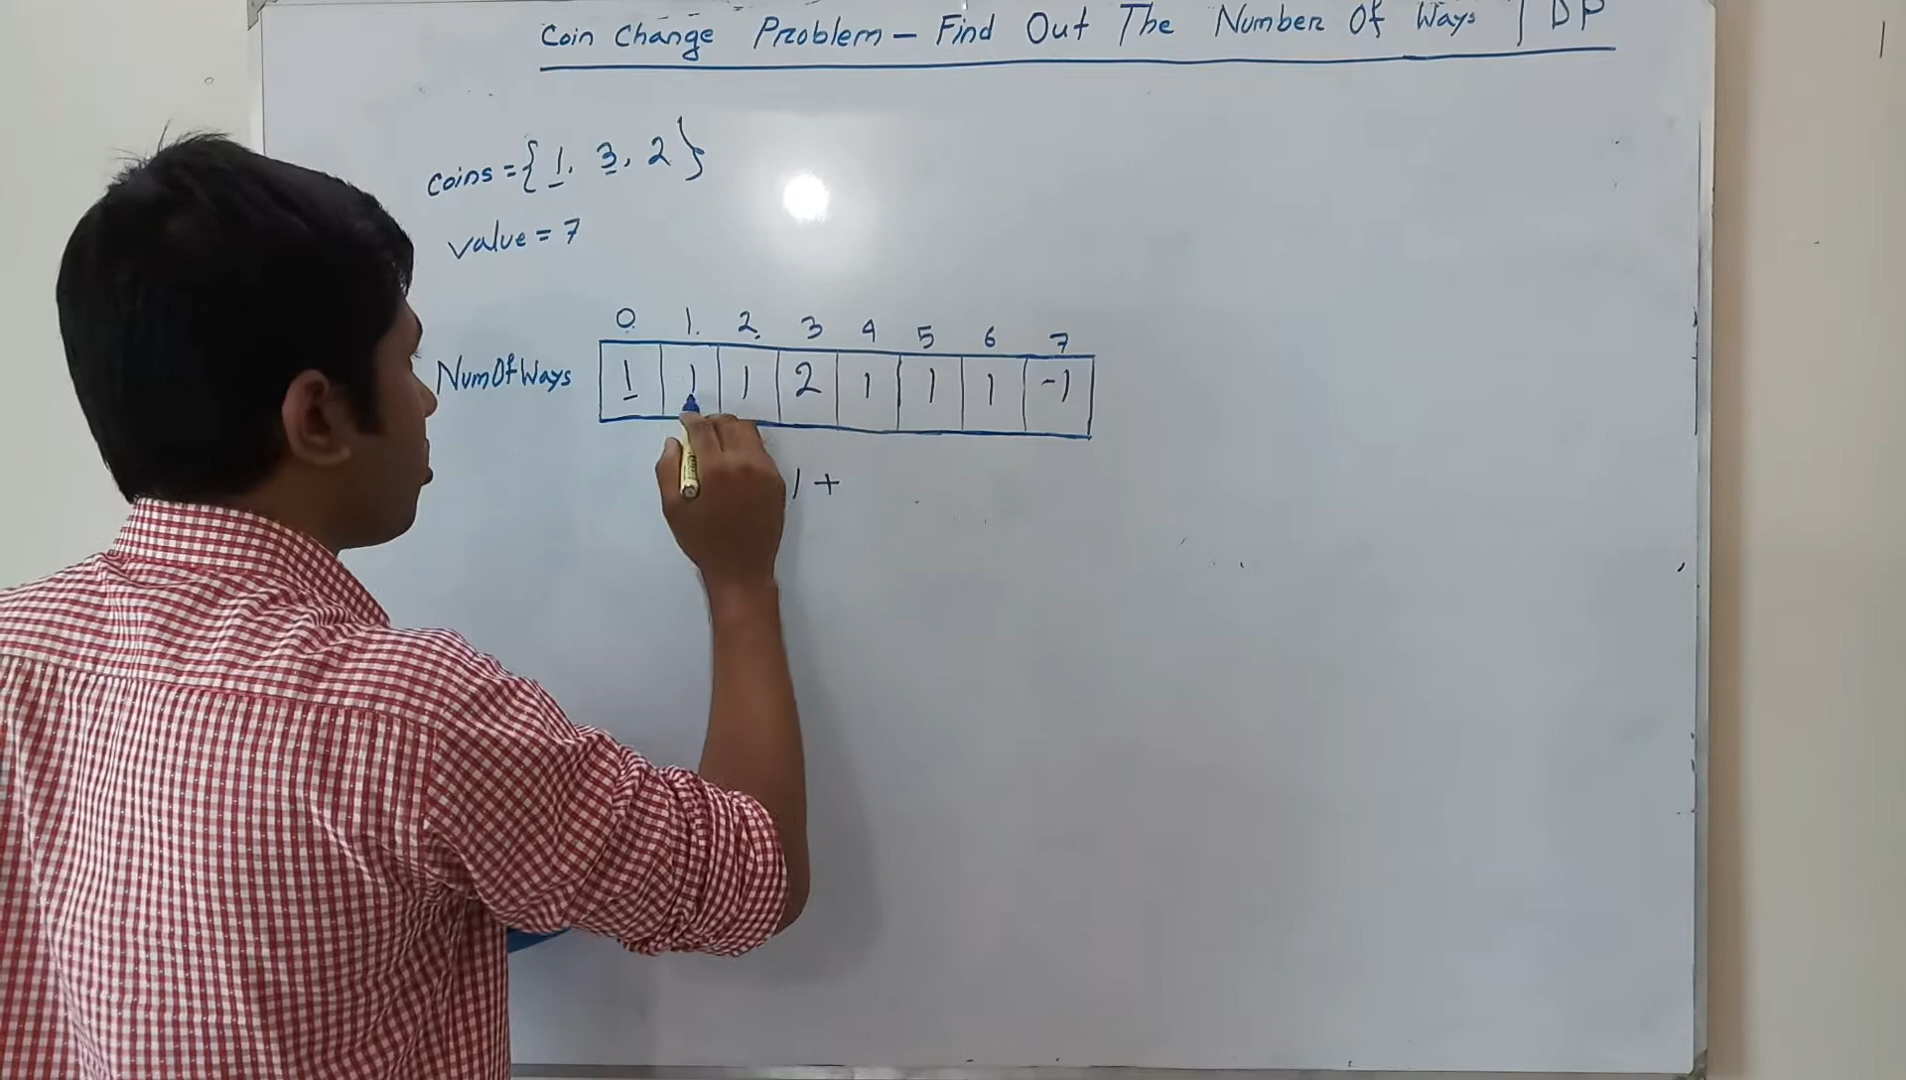 Coin Change Problem - Find Out The Number Of Ways | DP
coins = { 1, 3, 2 }
value = 7
0 1 2 3 4 5 6 7
NumOfWays 1 1 1 2 1 1 1 -1
1 +